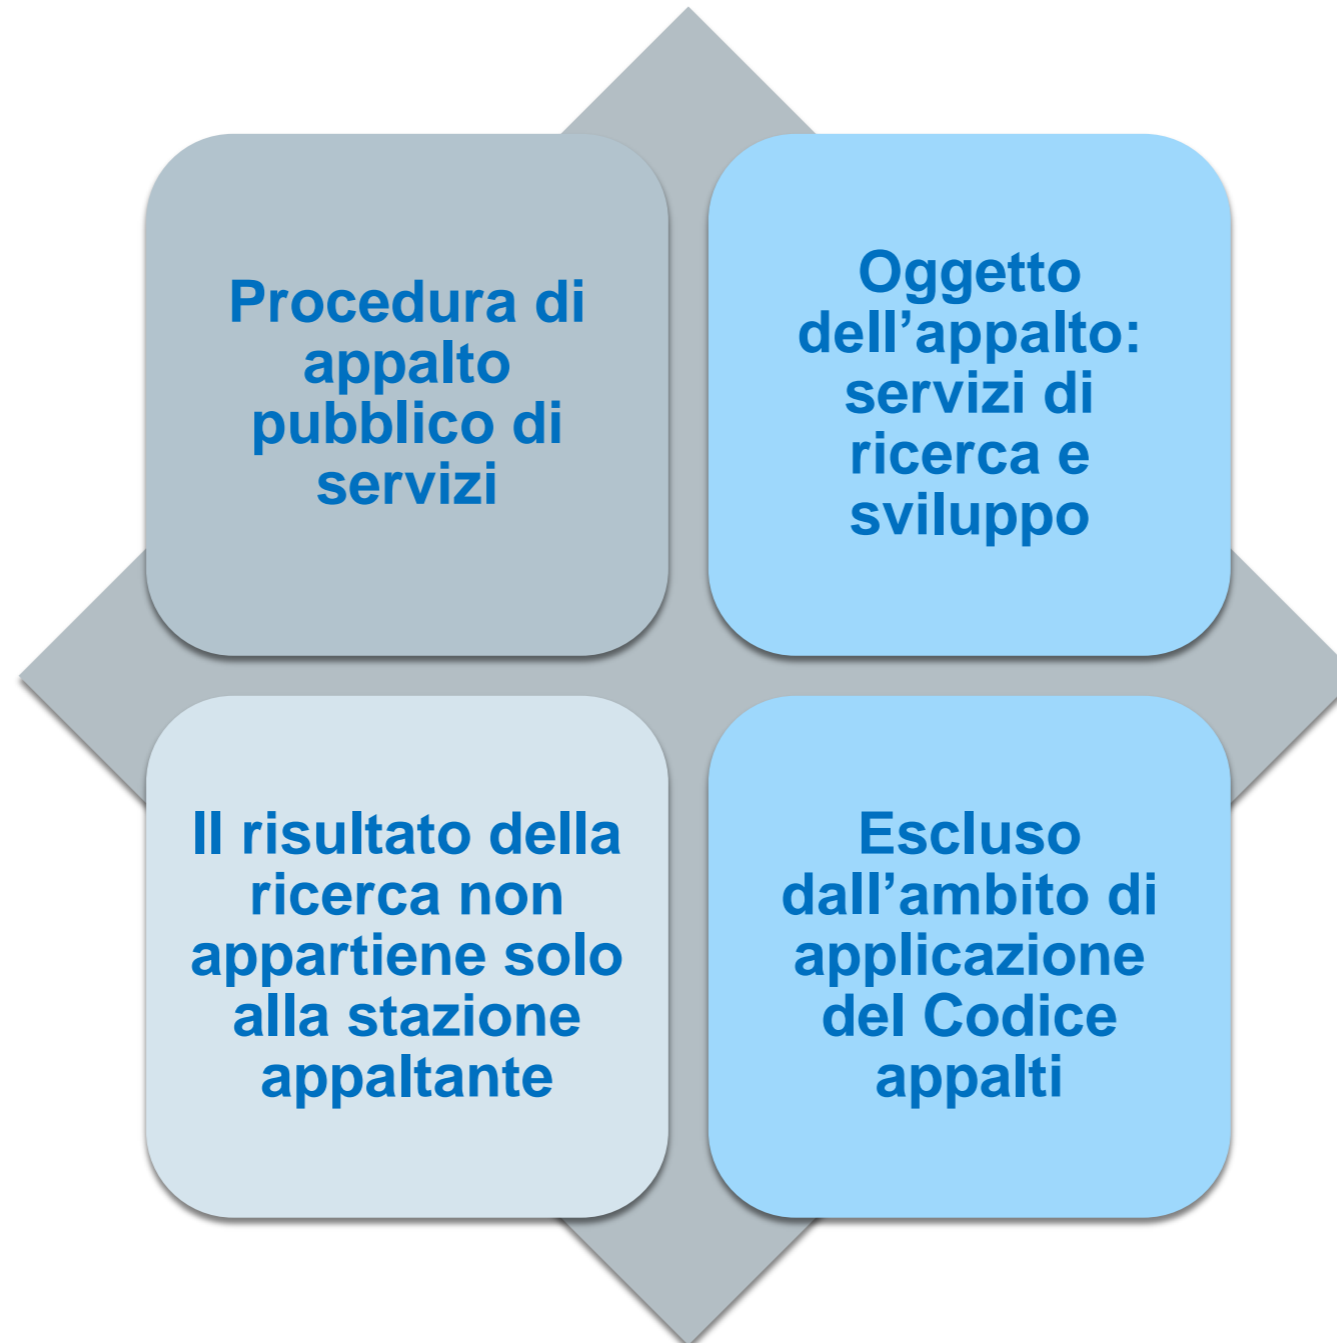 Procedura di
appalto
pubblico di
servizi
Oggetto
dell’appalto:
servizi di
ricerca e
sviluppo
Il risultato della
ricerca non
appartiene solo
alla stazione
appaltante
Escluso
dall’ambito di
applicazione
del Codice
appalti